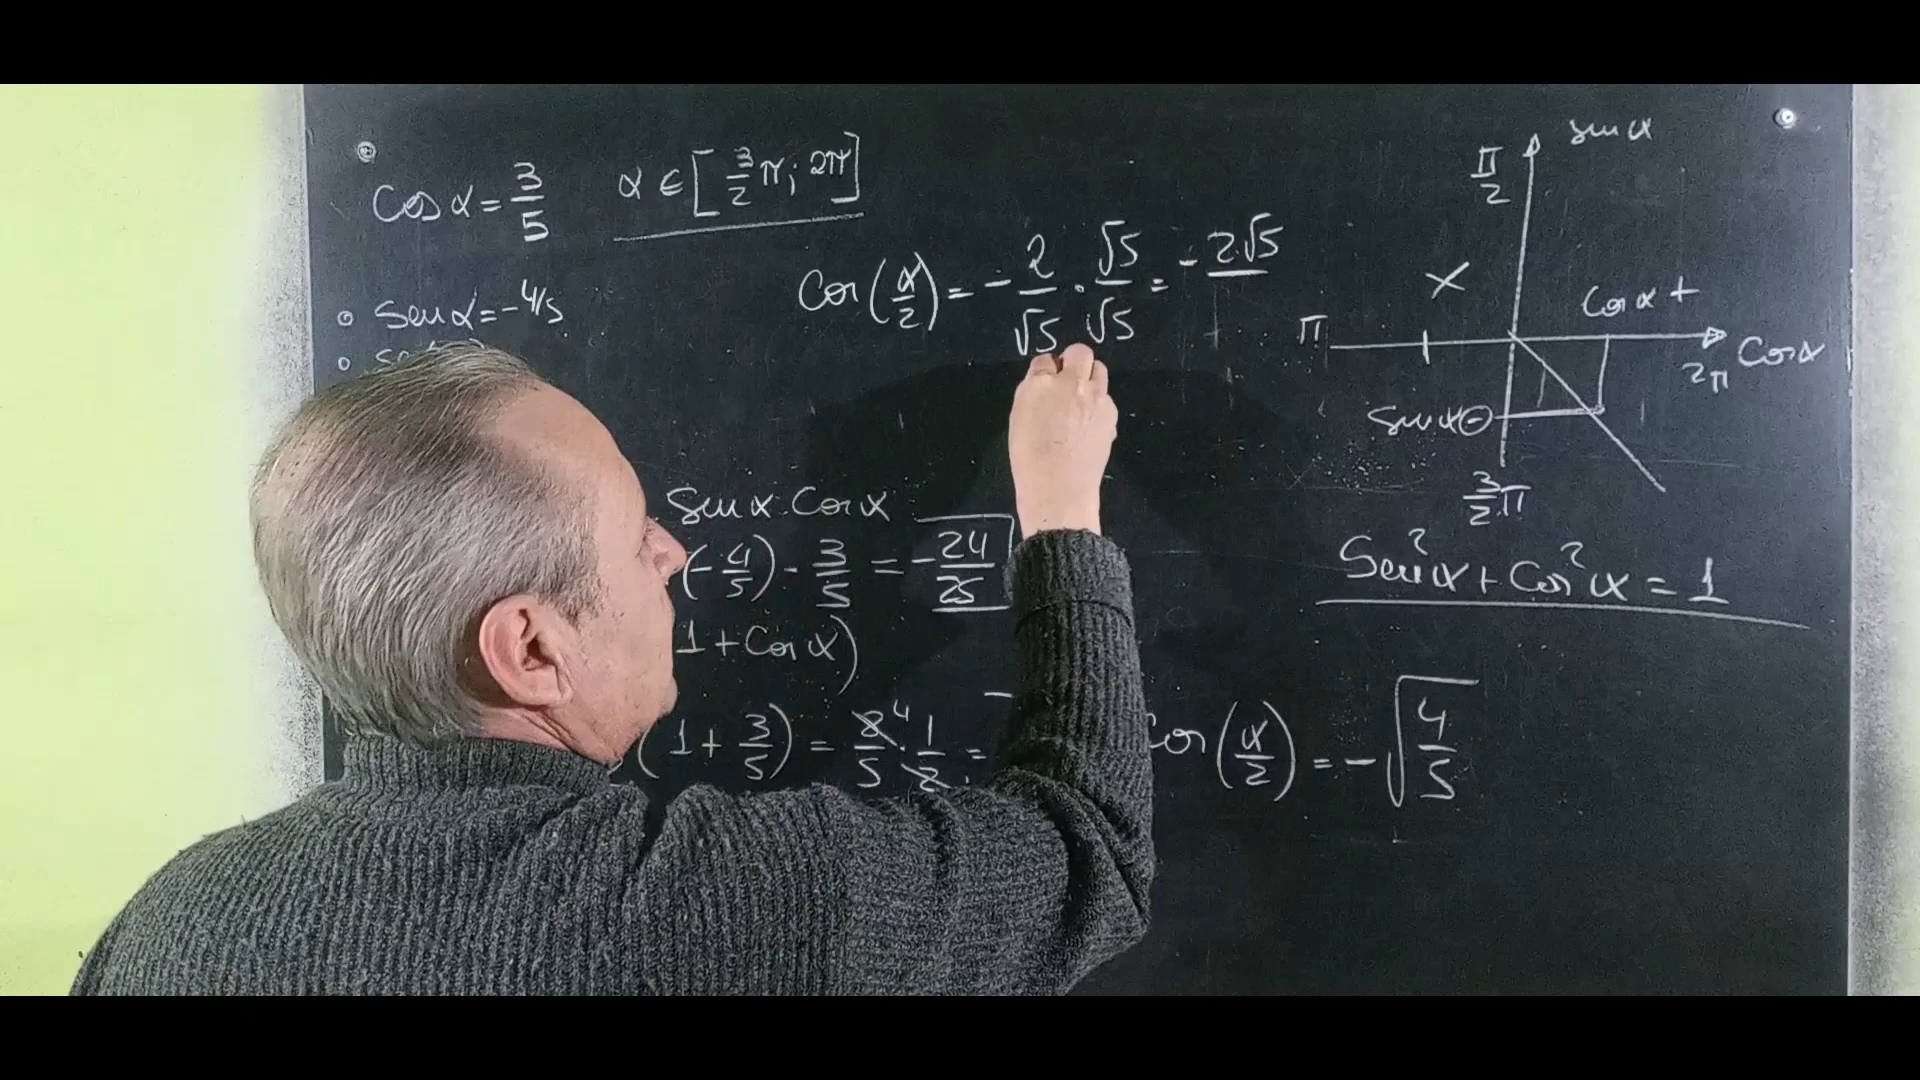 Cos α = 3/5 α ∈ [3/2 π; 2π]
Cos(α/2) = - 2/√5 · √5/√5 = - 2√5
• Sen α = -4/5
Sen α · Cos α
(-4/5) · 3/5 = -24/25
1 + Cos α)
(1 + 3/5) = 8/5 4 · 1/2 =
Cos(α/2) = -√4/5
π/2 sen α
×
Cos α +
π
2π Cos α
Sen α ⊖
3/2 π
Sen²α + Cos²α = 1